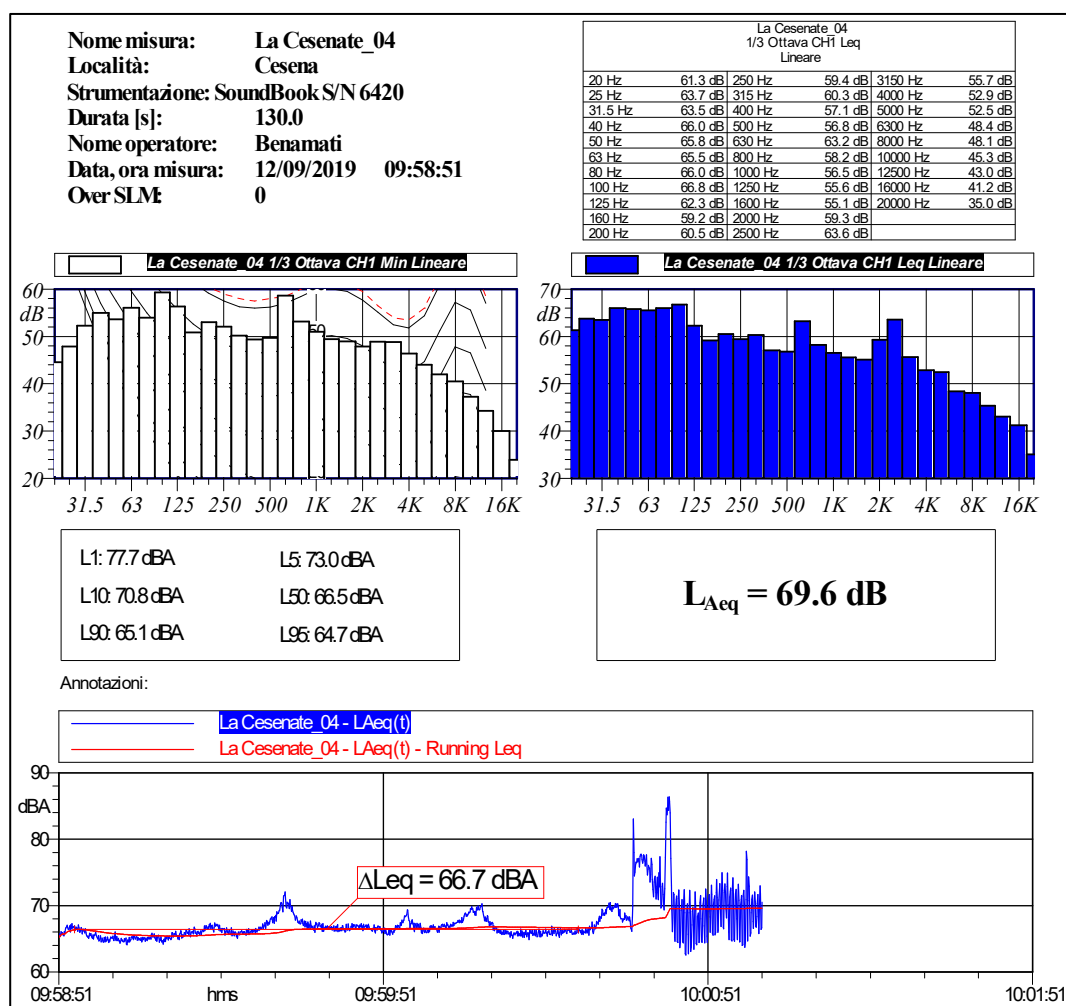 Nome misura: La Cesenate_04
Località: Cesena
Strumentazione: SoundBook S/N 6420
Durata [s]: 130.0
Nome operatore: Benamati
Data, ora misura: 12/09/2019 09:58:51
Over SLM: 0
La Cesenate_04
1/3 Ottava CH1 Leq
Lineare
20 Hz 61.3 dB 250 Hz 59.4 dB 3150 Hz 55.7 dB
25 Hz 63.7 dB 315 Hz 60.3 dB 4000 Hz 52.9 dB
31.5 Hz 63.5 dB 400 Hz 57.1 dB 5000 Hz 52.5 dB
40 Hz 66.0 dB 500 Hz 56.8 dB 6300 Hz 48.4 dB
50 Hz 65.8 dB 630 Hz 63.2 dB 8000 Hz 48.1 dB
63 Hz 65.5 dB 800 Hz 58.2 dB 10000 Hz 45.3 dB
80 Hz 66.0 dB 1000 Hz 56.5 dB 12500 Hz 43.0 dB
100 Hz 66.8 dB 1250 Hz 55.6 dB 16000 Hz 41.2 dB
125 Hz 62.3 dB 1600 Hz 55.1 dB 20000 Hz 35.0 dB
160 Hz 59.2 dB 2000 Hz 59.3 dB
200 Hz 60.5 dB 2500 Hz 63.6 dB
La Cesenate_04 1/3 Ottava CH1 Min Lineare
60
dB
50
40
30
20
31.5 63 125 250 500 1K 2K 4K 8K 16K
La Cesenate_04 1/3 Ottava CH1 Leq Lineare
70
dB
60
50
40
30
31.5 63 125 250 500 1K 2K 4K 8K 16K
L1: 77.7 dBA L5: 73.0 dBA
L10: 70.8 dBA L50: 66.5 dBA
L90: 65.1 dBA L95: 64.7 dBA
LAeq = 69.6 dB
Annotazioni:
La Cesenate_04 - LAeq(t)
La Cesenate_04 - LAeq(t) - Running Leq
90
dBA
80
ΔLeq = 66.7 dBA
70
60
09:58:51 hms 09:59:51 10:00:51 10:01:51